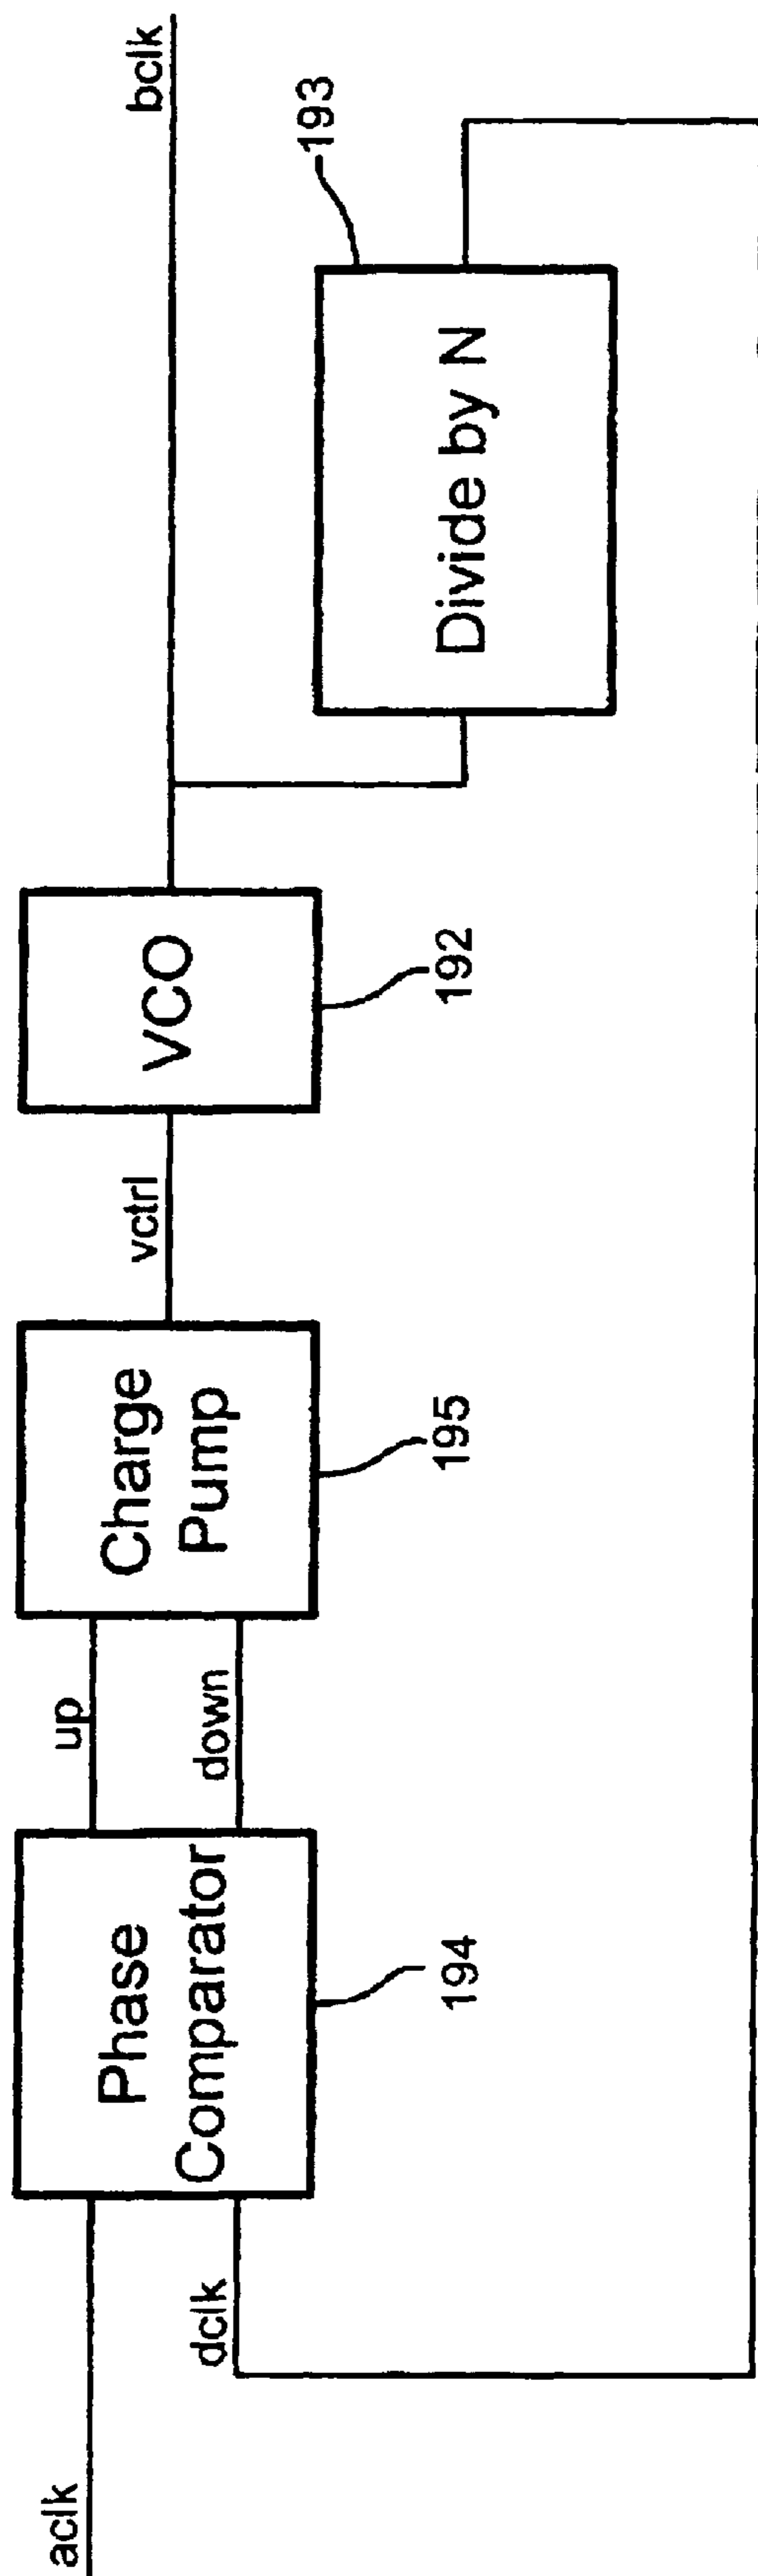 aclk
dclk
Phase
Comparator
194
up
down
Charge
Pump
195
vctrl
VCO
192
bclk
Divide by N
193